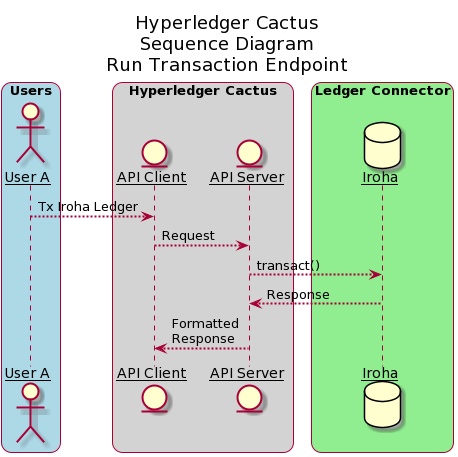 Hyperledger Cactus
Sequence Diagram
Run Transaction Endpoint
Users
Hyperledger Cactus
Ledger Connector
User A
API Client
API Server
Iroha
Tx Iroha Ledger
Request
transact()
Response
Formatted
Response
User A
API Client
API Server
Iroha